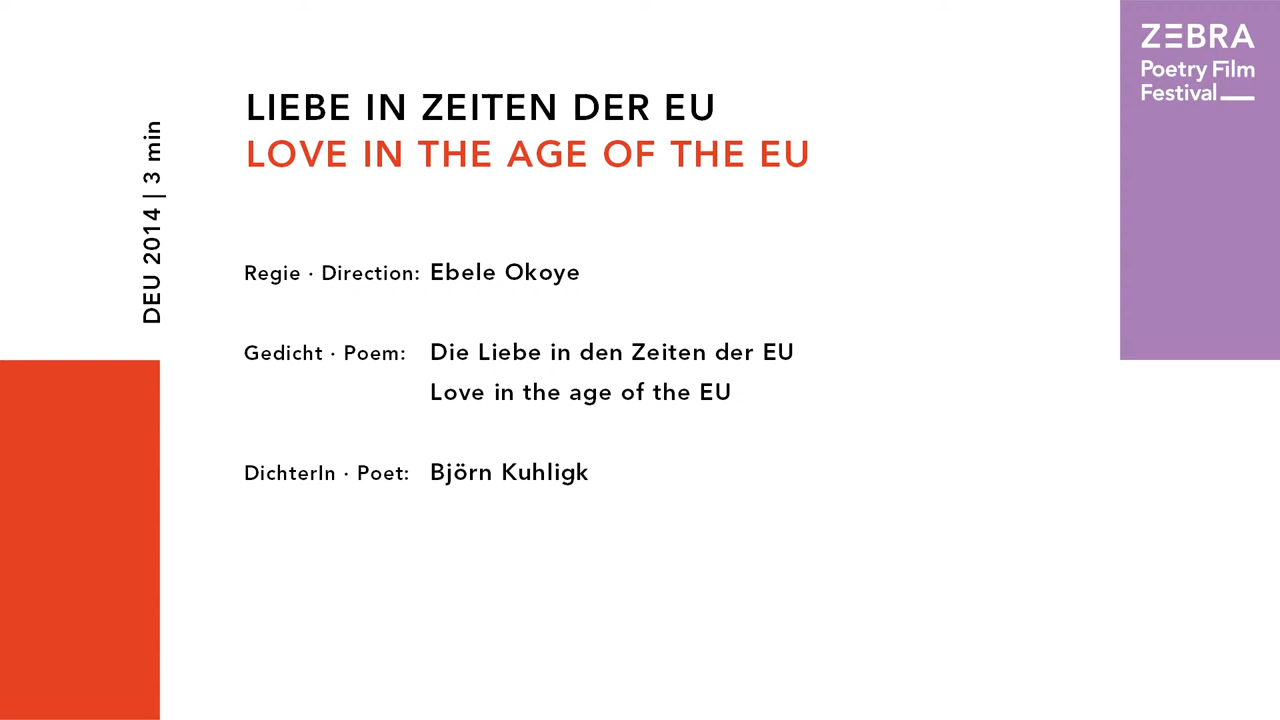 ZEBRA
Poetry Film
Festival
LIEBE IN ZEITEN DER EU
LOVE IN THE AGE OF THE EU
DEU 2014 | 3 min
Regie · Direction: Ebele Okoye
Gedicht · Poem: Die Liebe in den Zeiten der EU
Love in the age of the EU
DichterIn · Poet: Björn Kuhligk